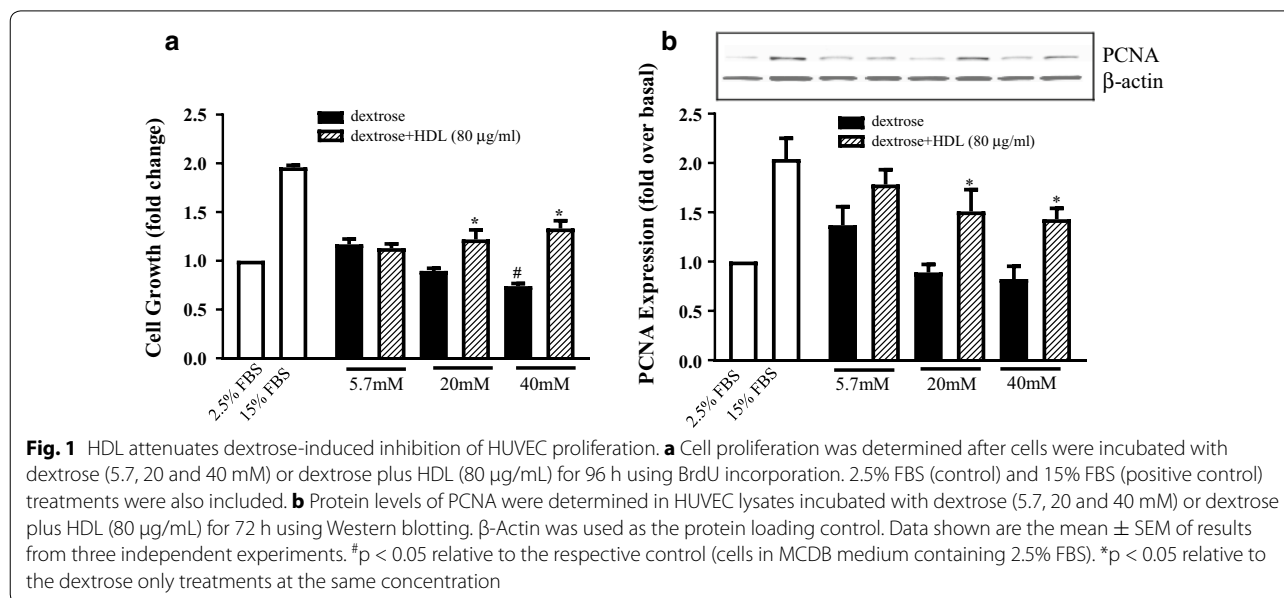 a
b
PCNA
β-actin
Cell Growth (fold change)
2.5
2.0
1.5
1.0
0.5
0.0
dextrose
dextrose+HDL (80 μg/ml)
*
*
#
2.5% FBS
15% FBS
5.7mM
20mM
40mM
PCNA Expression (fold over basal)
2.5
2.0
1.5
1.0
0.5
0.0
dextrose
dextrose+HDL (80 μg/ml)
*
*
2.5% FBS
15% FBS
5.7mM
20mM
40mM
Fig. 1 HDL attenuates dextrose-induced inhibition of HUVEC proliferation. a Cell proliferation was determined after cells were incubated with
dextrose (5.7, 20 and 40 mM) or dextrose plus HDL (80 μg/mL) for 96 h using BrdU incorporation. 2.5% FBS (control) and 15% FBS (positive control)
treatments were also included. b Protein levels of PCNA were determined in HUVEC lysates incubated with dextrose (5.7, 20 and 40 mM) or dextrose
plus HDL (80 μg/mL) for 72 h using Western blotting. β-Actin was used as the protein loading control. Data shown are the mean ± SEM of results
from three independent experiments. #p < 0.05 relative to the respective control (cells in MCDB medium containing 2.5% FBS). *p < 0.05 relative to
the dextrose only treatments at the same concentration